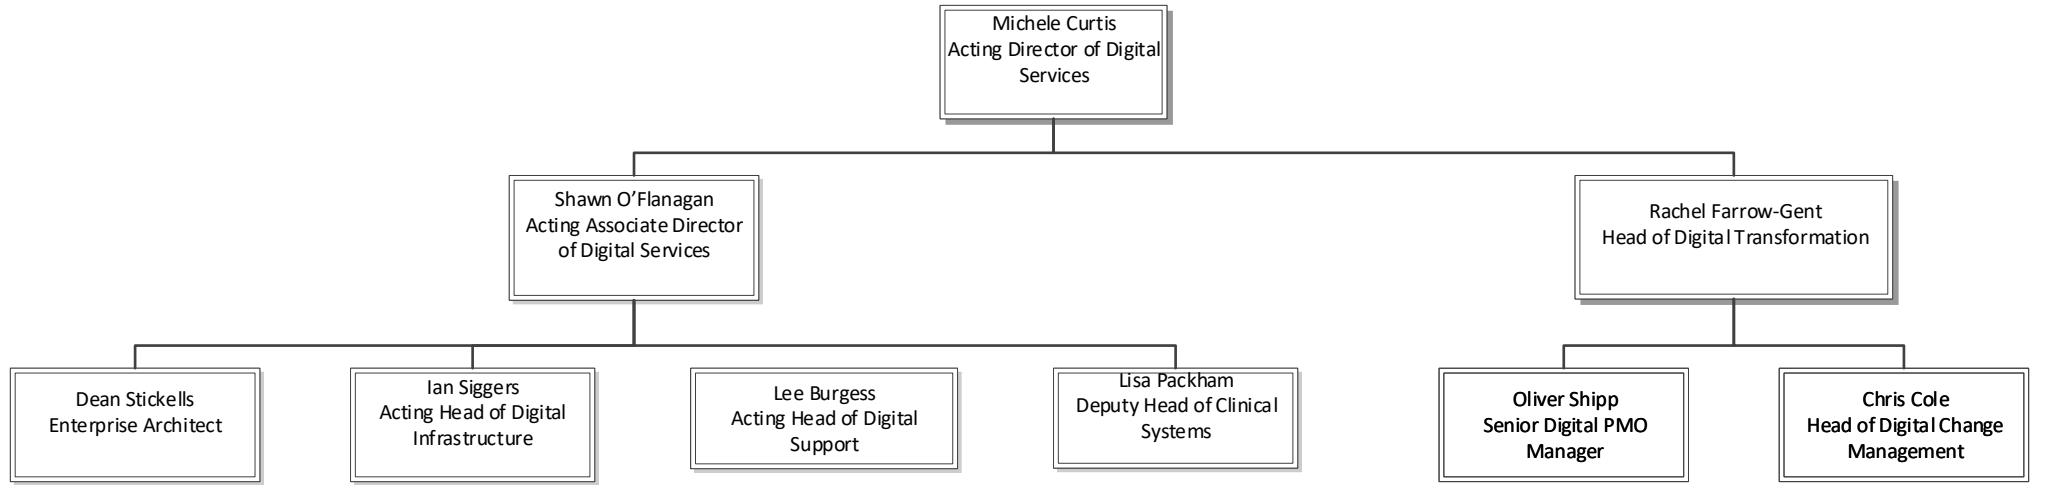 Michele Curtis
Acting Director of Digital
Services
Shawn O’Flanagan
Acting Associate Director
of Digital Services
Rachel Farrow-Gent
Head of Digital Transformation
Dean Stickells
Enterprise Architect
Ian Siggers
Acting Head of Digital
Infrastructure
Lee Burgess
Acting Head of Digital
Support
Lisa Packham
Deputy Head of Clinical
Systems
Oliver Shipp
Senior Digital PMO
Manager
Chris Cole
Head of Digital Change
Management